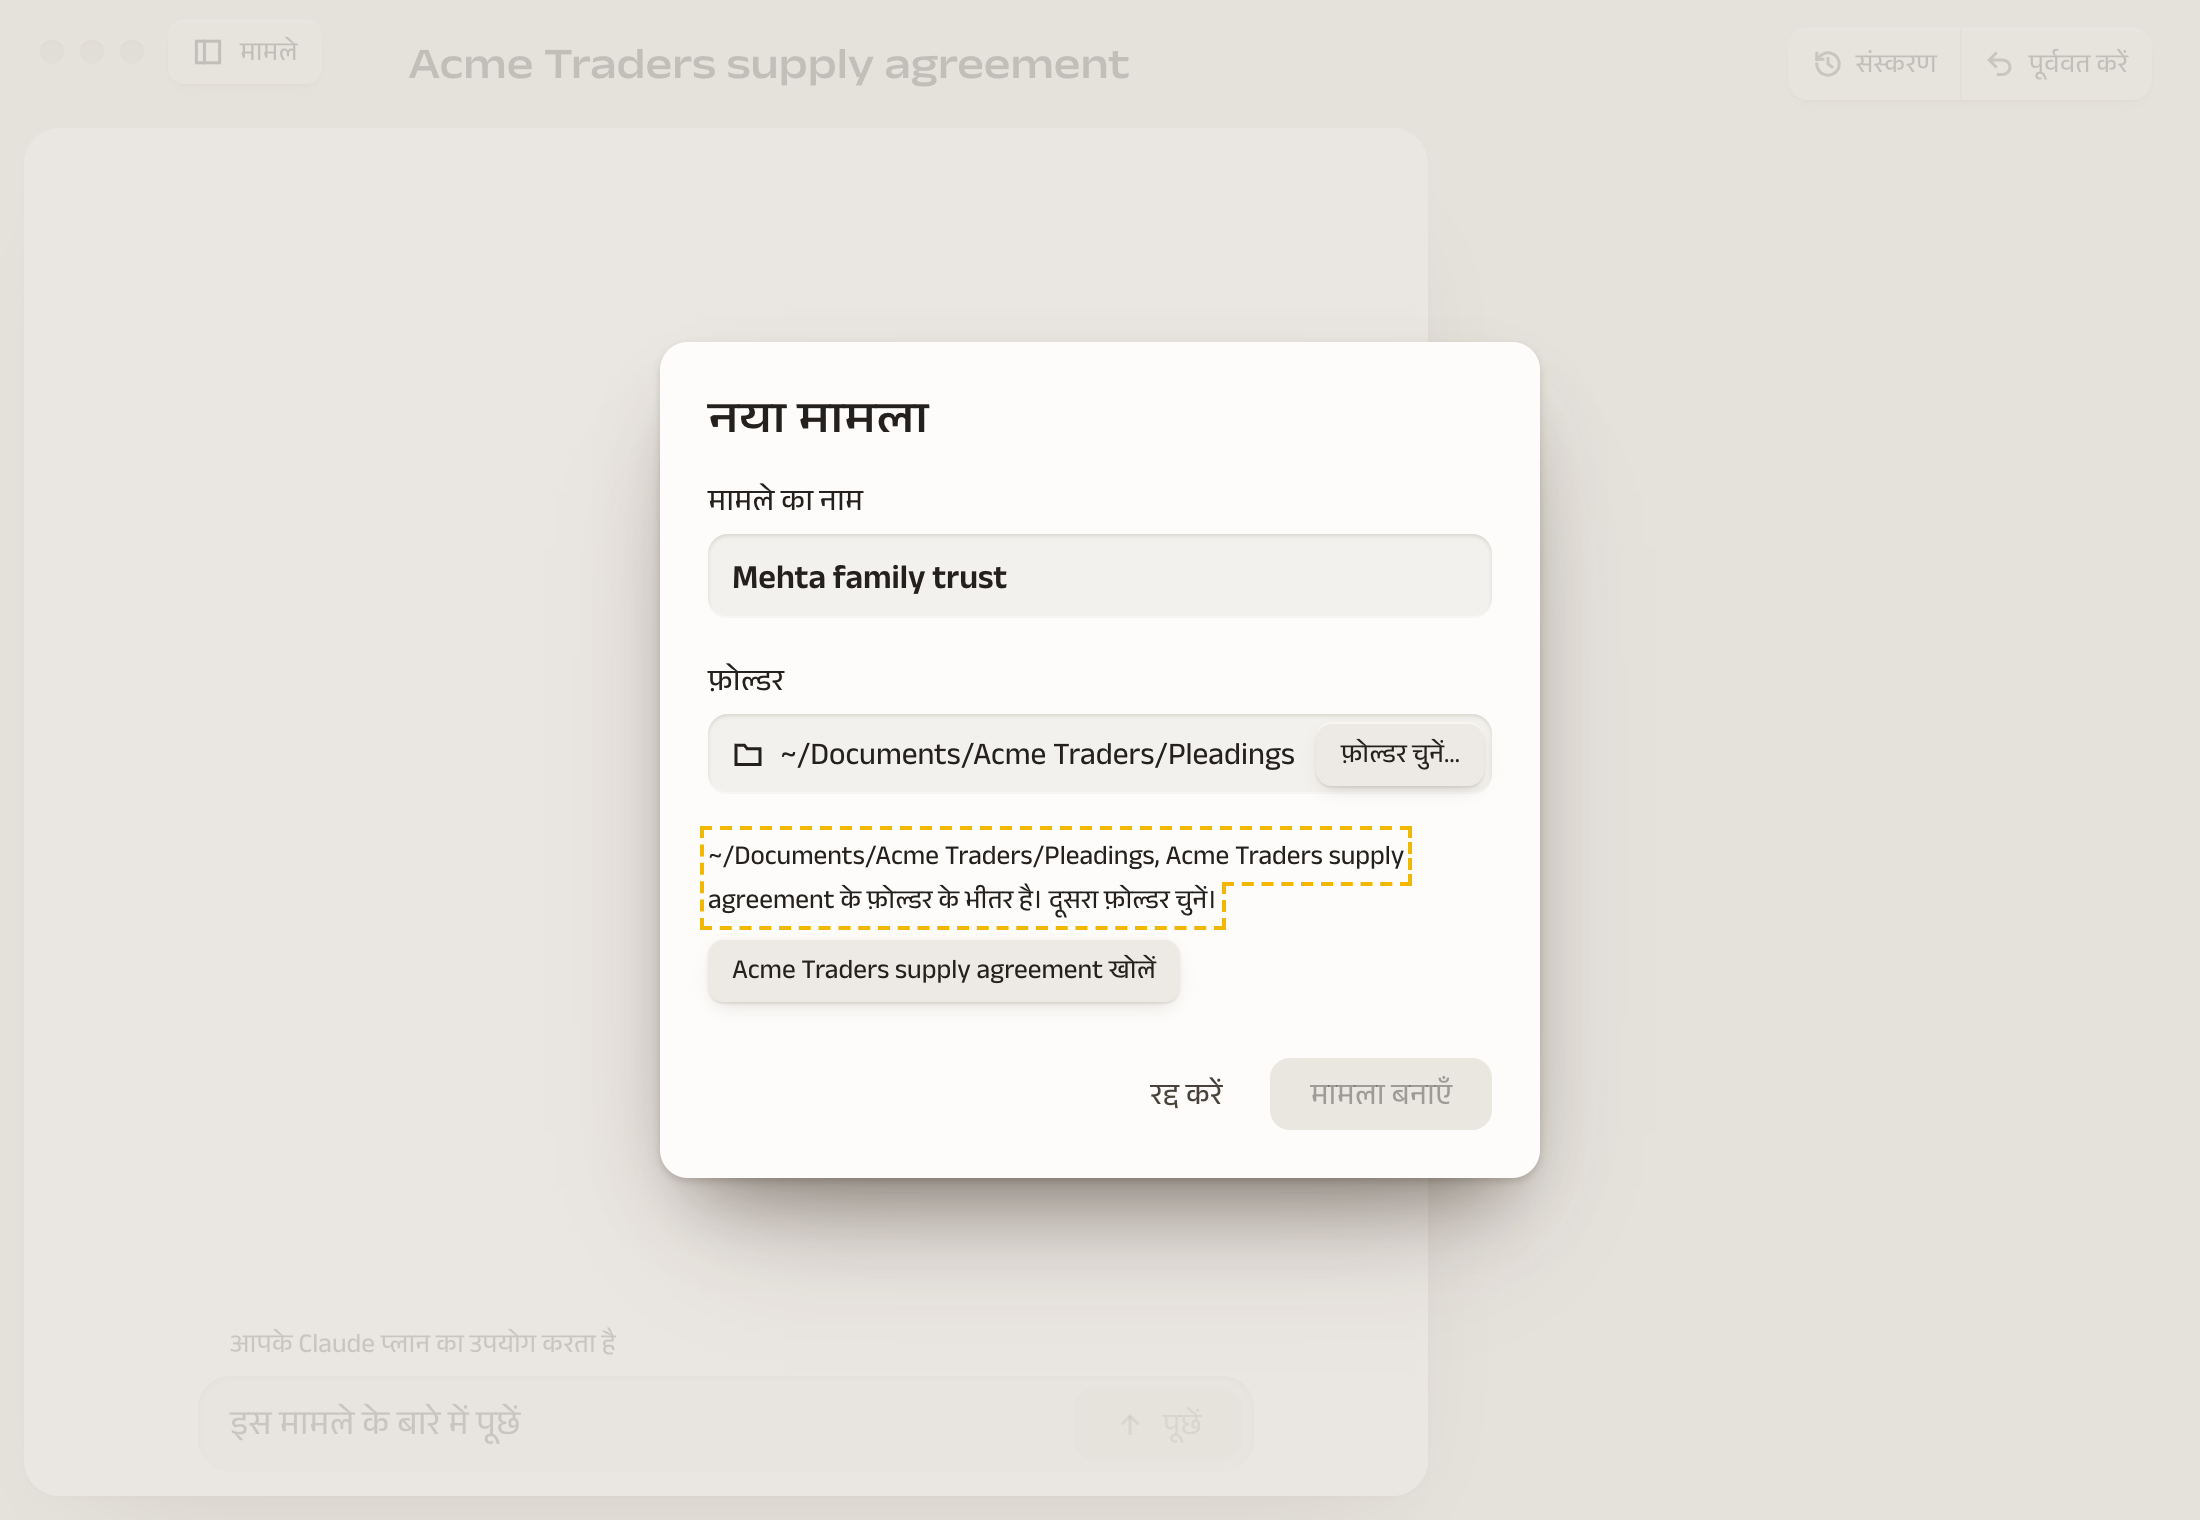 मामले
Acme Traders supply agreement
संस्करण
पूर्ववत करें
नया मामला
मामले का नाम
Mehta family trust
फ़ोल्डर
~/Documents/Acme Traders/Pleadings
फ़ोल्डर चुनें...
~/Documents/Acme Traders/Pleadings, Acme Traders supply
agreement के फ़ोल्डर के भीतर है। दूसरा फ़ोल्डर चुनें।
Acme Traders supply agreement खोलें
रद्द करें
मामला बनाएँ
आपके Claude प्लान का उपयोग करता है
इस मामले के बारे में पूछें
पूछें